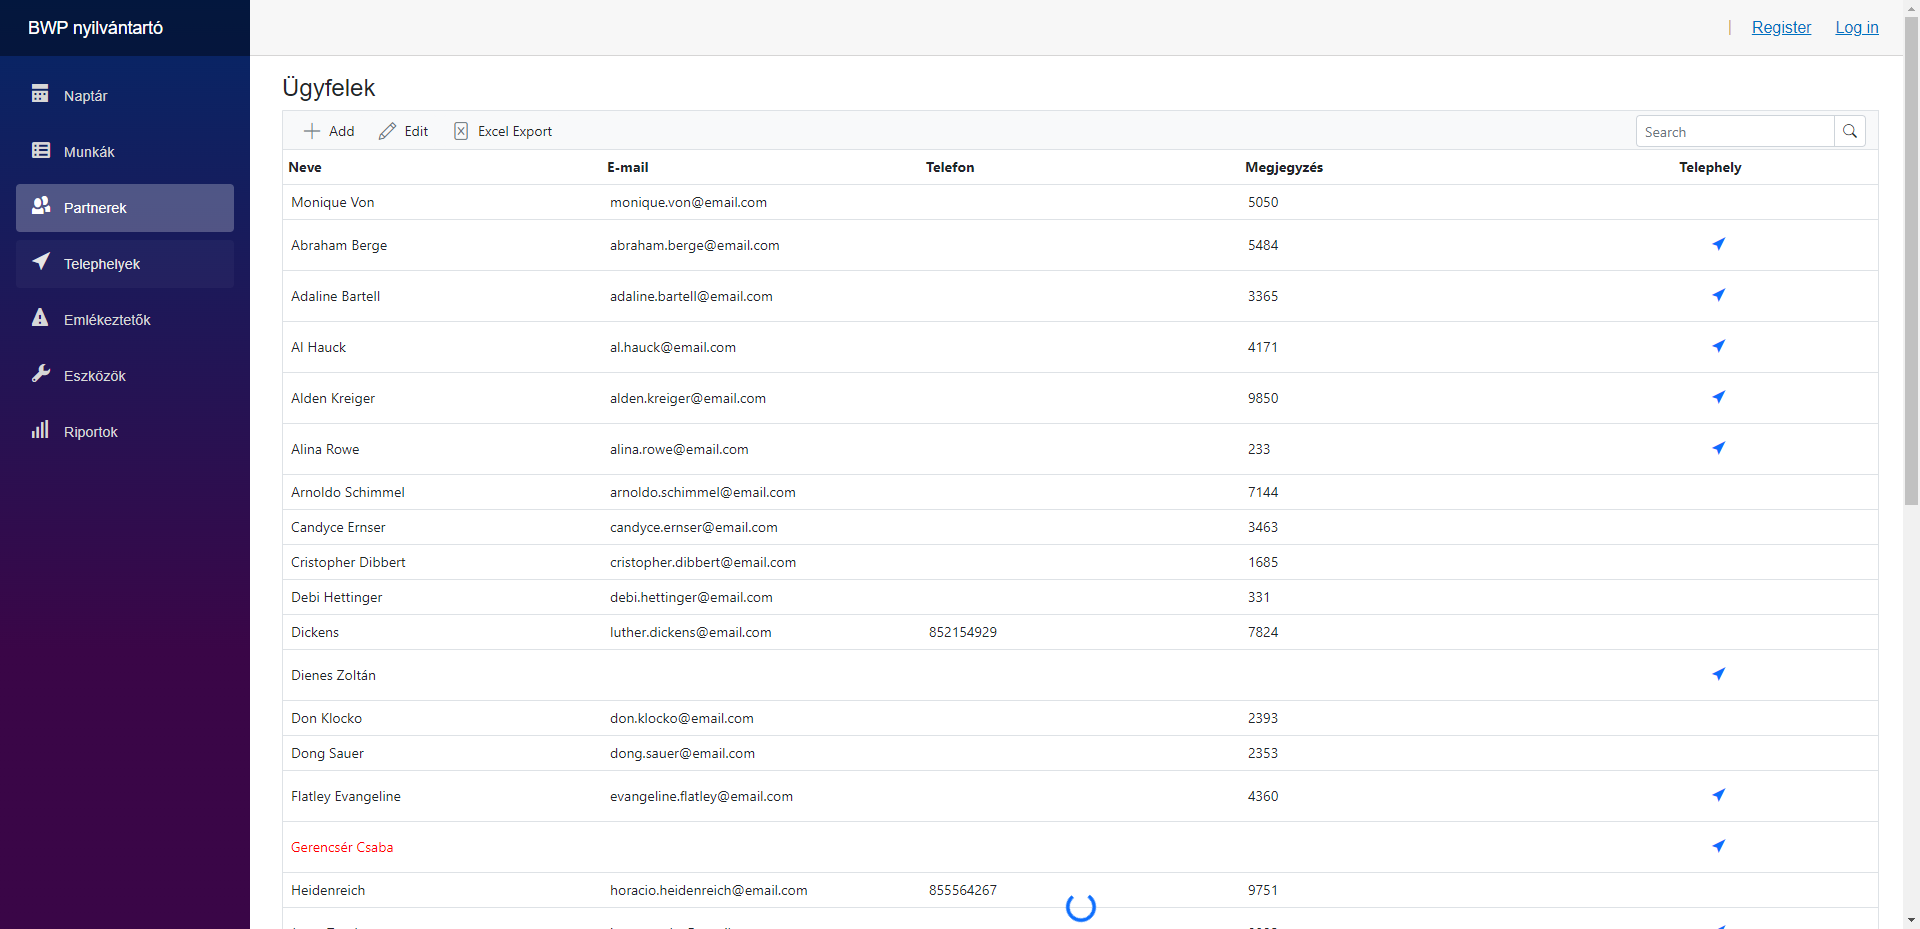 BWP nyilvántartó
| Register Log in
Naptár
Munkák
Partnerek
Telephelyek
Emlékeztetők
Eszközök
Riportok
Ügyfelek
Add Edit Excel Export Search
Neve E-mail Telefon Megjegyzés Telephely
Monique Von monique.von@email.com 5050
Abraham Berge abraham.berge@email.com 5484
Adaline Bartell adaline.bartell@email.com 3365
Al Hauck al.hauck@email.com 4171
Alden Kreiger alden.kreiger@email.com 9850
Alina Rowe alina.rowe@email.com 233
Arnoldo Schimmel arnoldo.schimmel@email.com 7144
Candyce Ernser candyce.ernser@email.com 3463
Cristopher Dibbert cristopher.dibbert@email.com 1685
Debi Hettinger debi.hettinger@email.com 331
Dickens luther.dickens@email.com 852154929 7824
Dienes Zoltán
Don Klocko don.klocko@email.com 2393
Dong Sauer dong.sauer@email.com 2353
Flatley Evangeline evangeline.flatley@email.com 4360
Gerencsér Csaba
Heidenreich horacio.heidenreich@email.com 855564267 9751